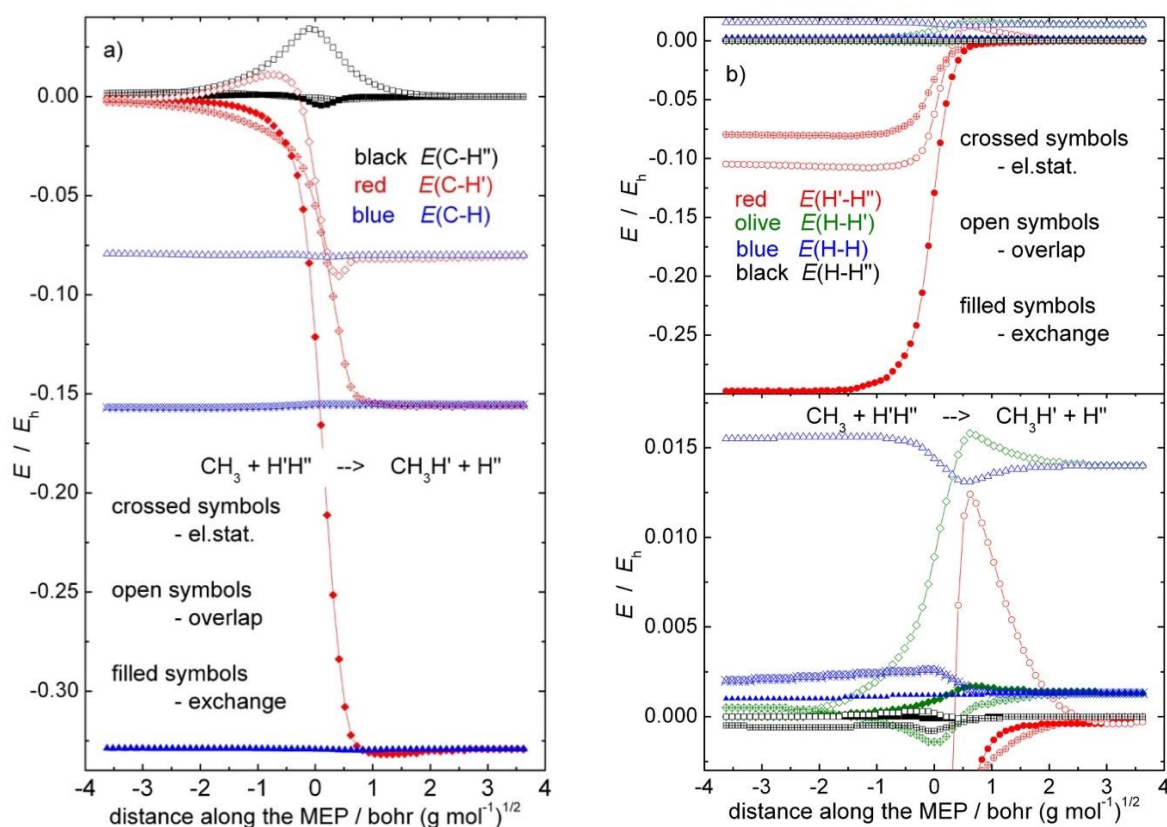 a)
0.00
-0.05
-0.10
-0.15
-0.20
-0.25
-0.30
E / E_h
black E(C-H")
red E(C-H')
blue E(C-H)
CH₃ + H'H" --> CH₃H' + H"
crossed symbols
- el.stat.
open symbols
- overlap
filled symbols
- exchange
-4 -3 -2 -1 0 1 2 3 4
distance along the MEP / bohr (g mol⁻¹)¹/²
b)
0.00
-0.05
-0.10
-0.15
-0.20
-0.25
E / E_h
crossed symbols
- el.stat.
red E(H'-H")
olive E(H-H')
blue E(H-H)
black E(H-H")
open symbols
- overlap
filled symbols
- exchange
CH₃ + H'H" --> CH₃H' + H"
0.015
0.010
0.005
0.000
E / E_h
-4 -3 -2 -1 0 1 2 3 4
distance along the MEP / bohr (g mol⁻¹)¹/²